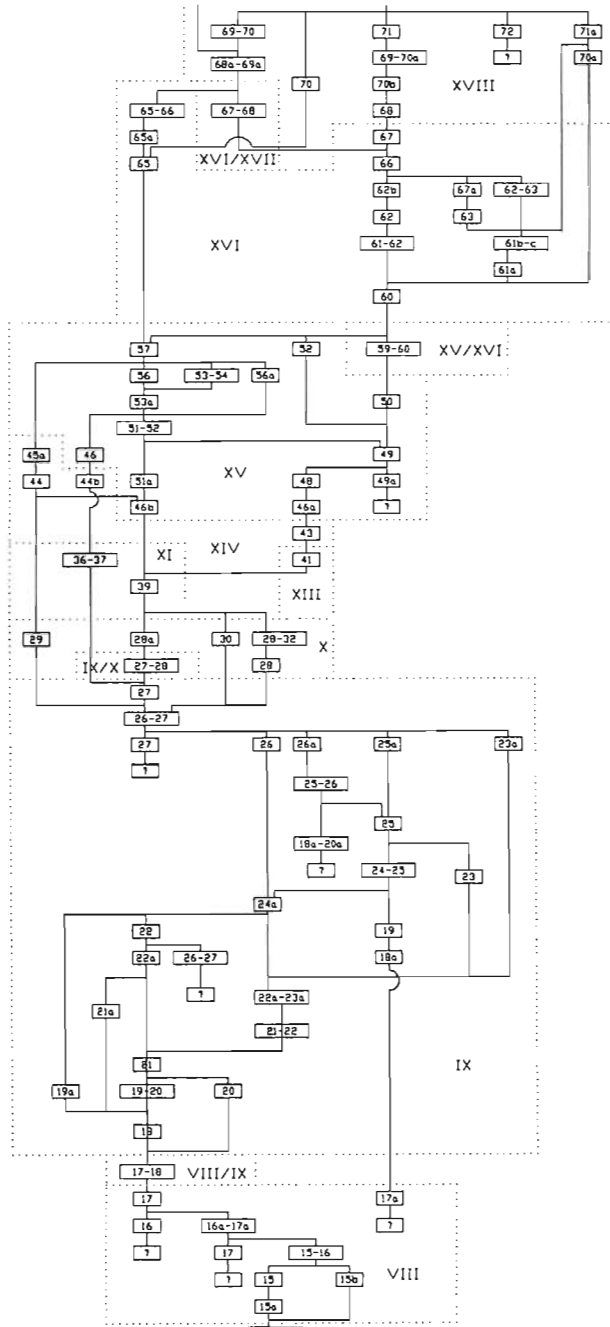 69-70 71 72 71a
68a-69a 69-70a ? 70a
70 70b XVIII
65-66 67-68 68
65a 67
65 XVI/XVII 66
62b 67a 62-63
62 63
XVI 61-62 61b-c
61a
60
57 52 59-60 XV/XVI
56 53-54 56a
53a 50
51-52
45a 46 49
44 44b 51a XV 48 49a
46b 46a ?
XIV 43
36-37 XI 41
39 XIII
29 28a 30 28-32 X
IX/X 27-28 28
27
26-27
27 26 26a 25a 23a
?
25-26
25
18a-20a
? 24-25 23
24a
22 19
22a 26-27 18a
? 22a-23a
21a
21-22
21 IX
19a 19-20 20
18
17-18 VIII/IX
17 17a
16 16a-17a ?
? 17 15-16
? 15 15b VIII
15a